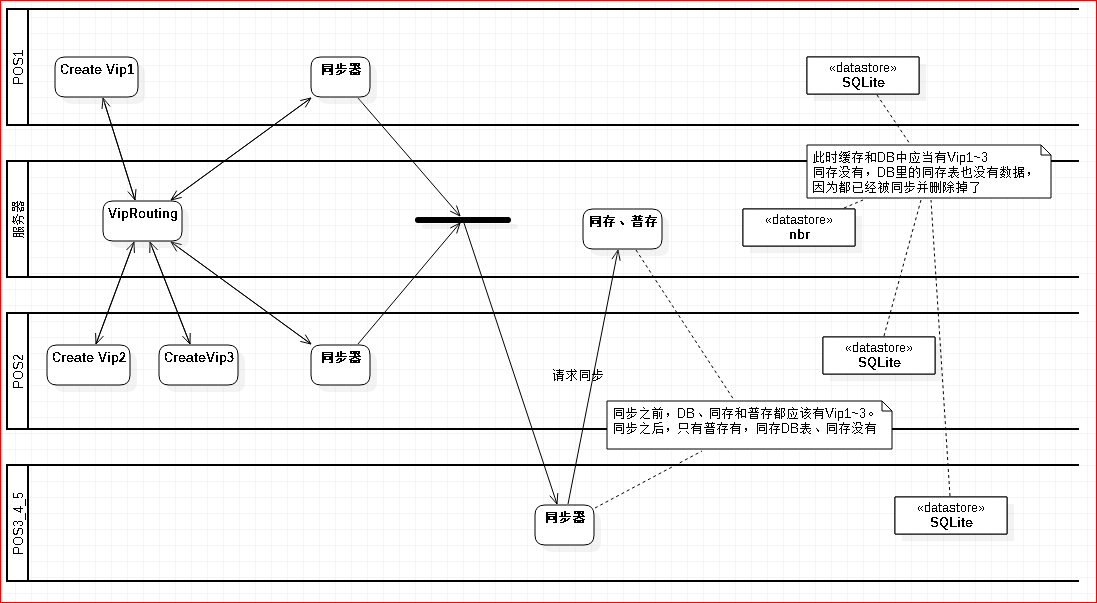 POS1
Create Vip1
同步器
«datastore»
SQLite
服务器
VipRouting
同存、普存
此时缓存和DB中应当有Vip1~3
同存没有，DB里的同存表也没有数据，
因为都已经被同步并删除掉了
«datastore»
nbr
POS2
Create Vip2
CreateVip3
同步器
请求同步
«datastore»
SQLite
同步之前，DB、同存和普存都应该有Vip1~3。
同步之后，只有普存有，同存DB表、同存没有
POS3_4_5
同步器
«datastore»
SQLite